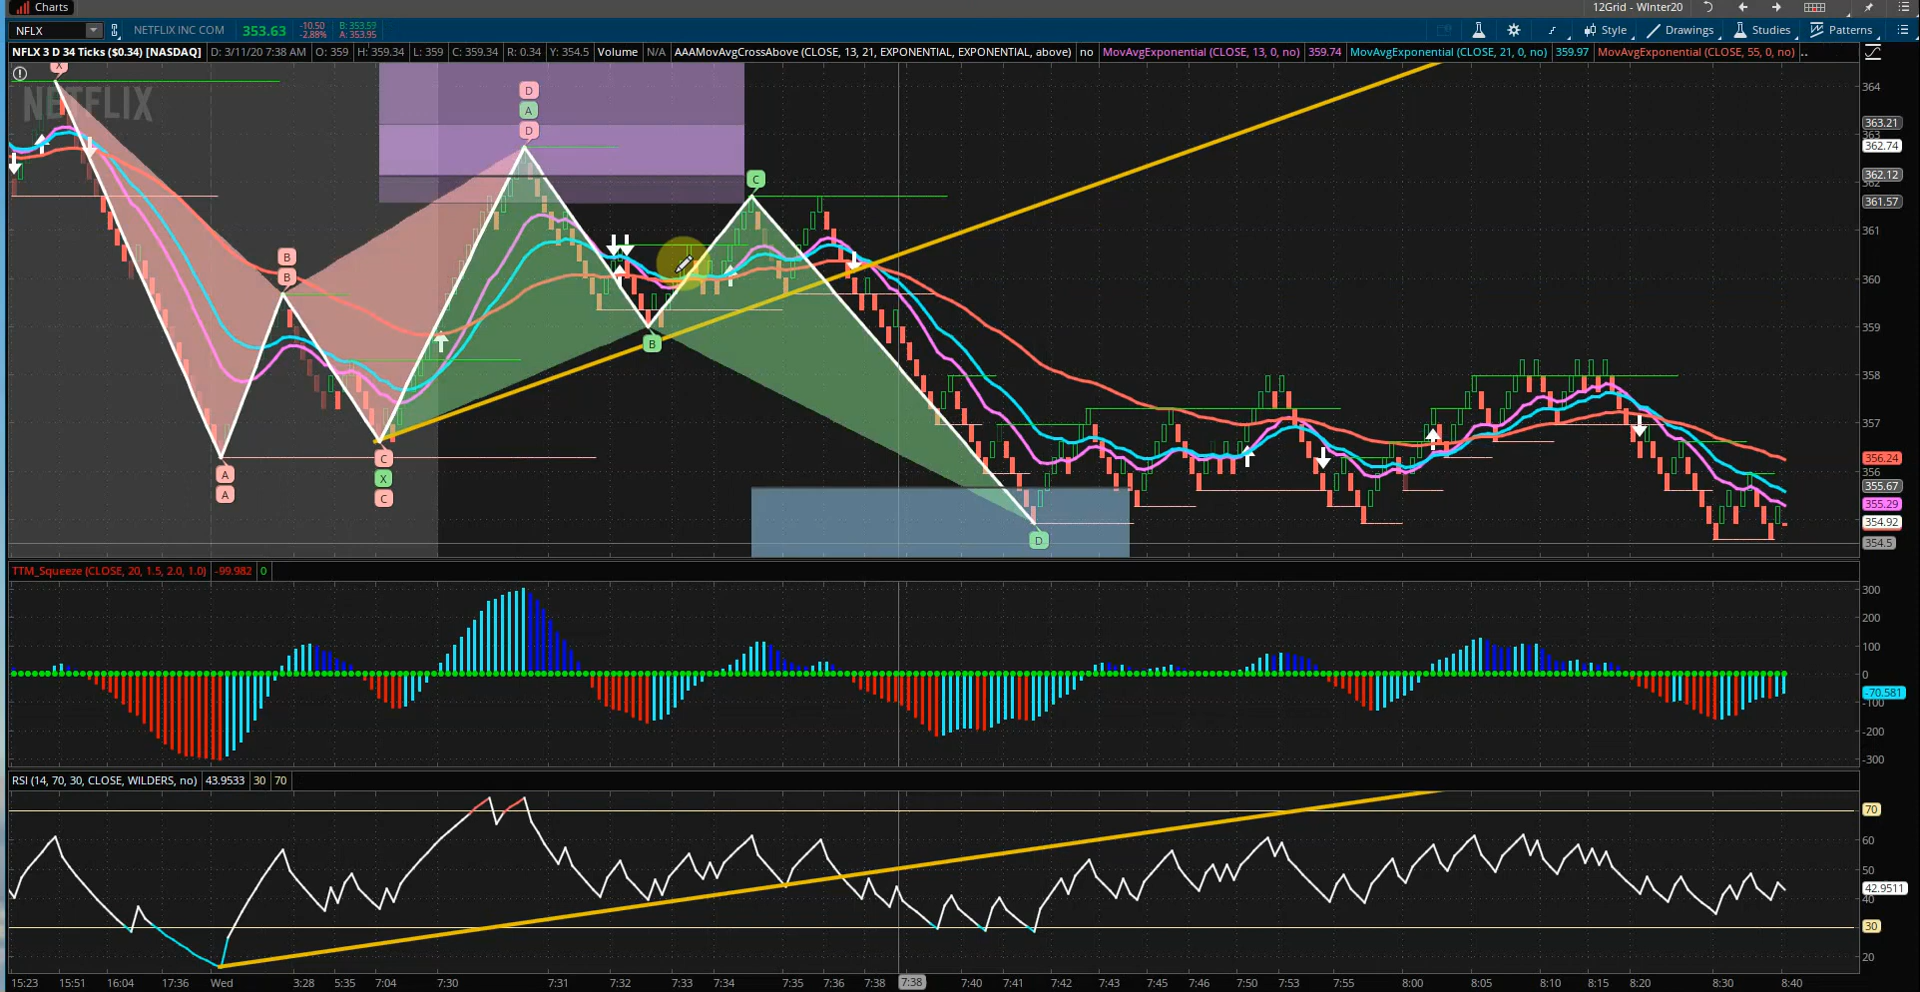 Charts
12Grid - Winter20
NFLX
NETFLIX INC COM
353.63
-10.50
-2.88%
B: 353.59
A: 353.95
Style
Drawings
Studies
Patterns
NFLX 3 D 34 Ticks ($0.34) [NASDAQ] D: 3/11/20 7:38 AM O: 359 H: 359.34 L: 359 C: 359.34 R: 0.34 Y: 354.5 Volume N/A AAAMovAvgCrossAbove (CLOSE, 13, 21, EXPONENTIAL, EXPONENTIAL, above) no MovAvgExponential (CLOSE, 13, 0, no) 359.74 MovAvgExponential (CLOSE, 21, 0, no) 359.97 MovAvgExponential (CLOSE, 55, 0, no) ..
NETFLIX
X
D
A
D
C
B
B
B
A
A
C
X
C
D
364
363.21
363
362.74
362.12
362
361.57
361
360
359
358
357
356.24
356
355.67
355.29
354.92
354.5
TTM_Squeeze (CLOSE, 20, 1.5, 2.0, 1.0) -99.982 0
300
200
100
0
-70.581
-100
-200
-300
RSI (14, 70, 30, CLOSE, WILDERS, no) 43.9533 30 70
70
60
50
42.9511
40
30
20
15:23 15:51 16:04 17:36 Wed 3:28 5:35 7:04 7:30 7:31 7:32 7:33 7:34 7:35 7:36 7:38 7:38 7:40 7:41 7:42 7:43 7:45 7:46 7:50 7:53 7:55 8:00 8:05 8:10 8:15 8:20 8:30 8:40